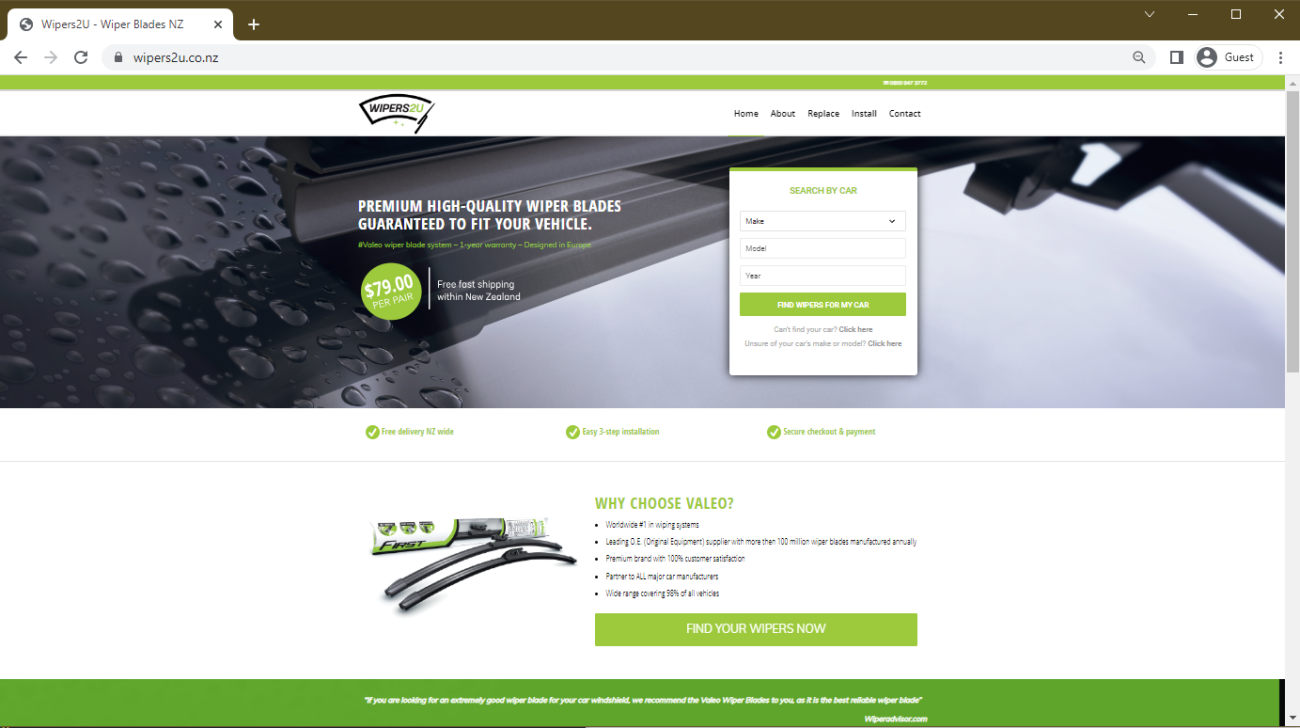 Wipers2U - Wiper Blades NZ
wipers2u.co.nz
Guest
WIPERS2U
Home About Replace Install Contact
PREMIUM HIGH-QUALITY WIPER BLADES
GUARANTEED TO FIT YOUR VEHICLE.
#Valeo wiper blade system – 1-year warranty – Designed in Europe
$79.00
PER PAIR
Free fast shipping
within New Zealand
SEARCH BY CAR
Make
Model
Year
FIND WIPERS FOR MY CAR
Can't find your car? Click here
Unsure of your car's make or model? Click here
Free delivery NZ wide
Easy 3-step installation
Secure checkout & payment
FIRST
WHY CHOOSE VALEO?
Worldwide #1 in wiping systems
Leading O.E. (Original Equipment) supplier with more then 100 million wiper blades manufactured annually
Premium brand with 100% customer satisfaction
Partner to ALL major car manufacturers
Wide range covering 98% of all vehicles
FIND YOUR WIPERS NOW
"If you are looking for an extremely good wiper blade for your car windshield, we recommend the Valeo Wiper Blades to you, as it is the best reliable wiper blade"
Wiperadvisor.com